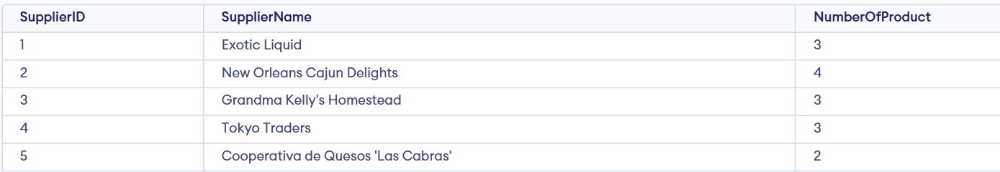 SupplierID SupplierName NumberOfProduct
1 Exotic Liquid 3
2 New Orleans Cajun Delights 4
3 Grandma Kelly's Homestead 3
4 Tokyo Traders 3
5 Cooperativa de Quesos 'Las Cabras' 2